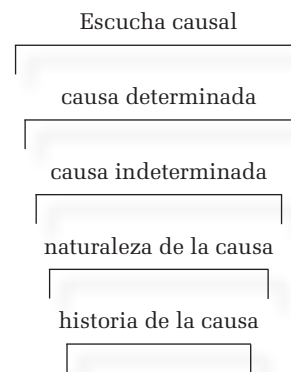 Escucha causal
causa determinada
causa indeterminada
naturaleza de la causa
historia de la causa